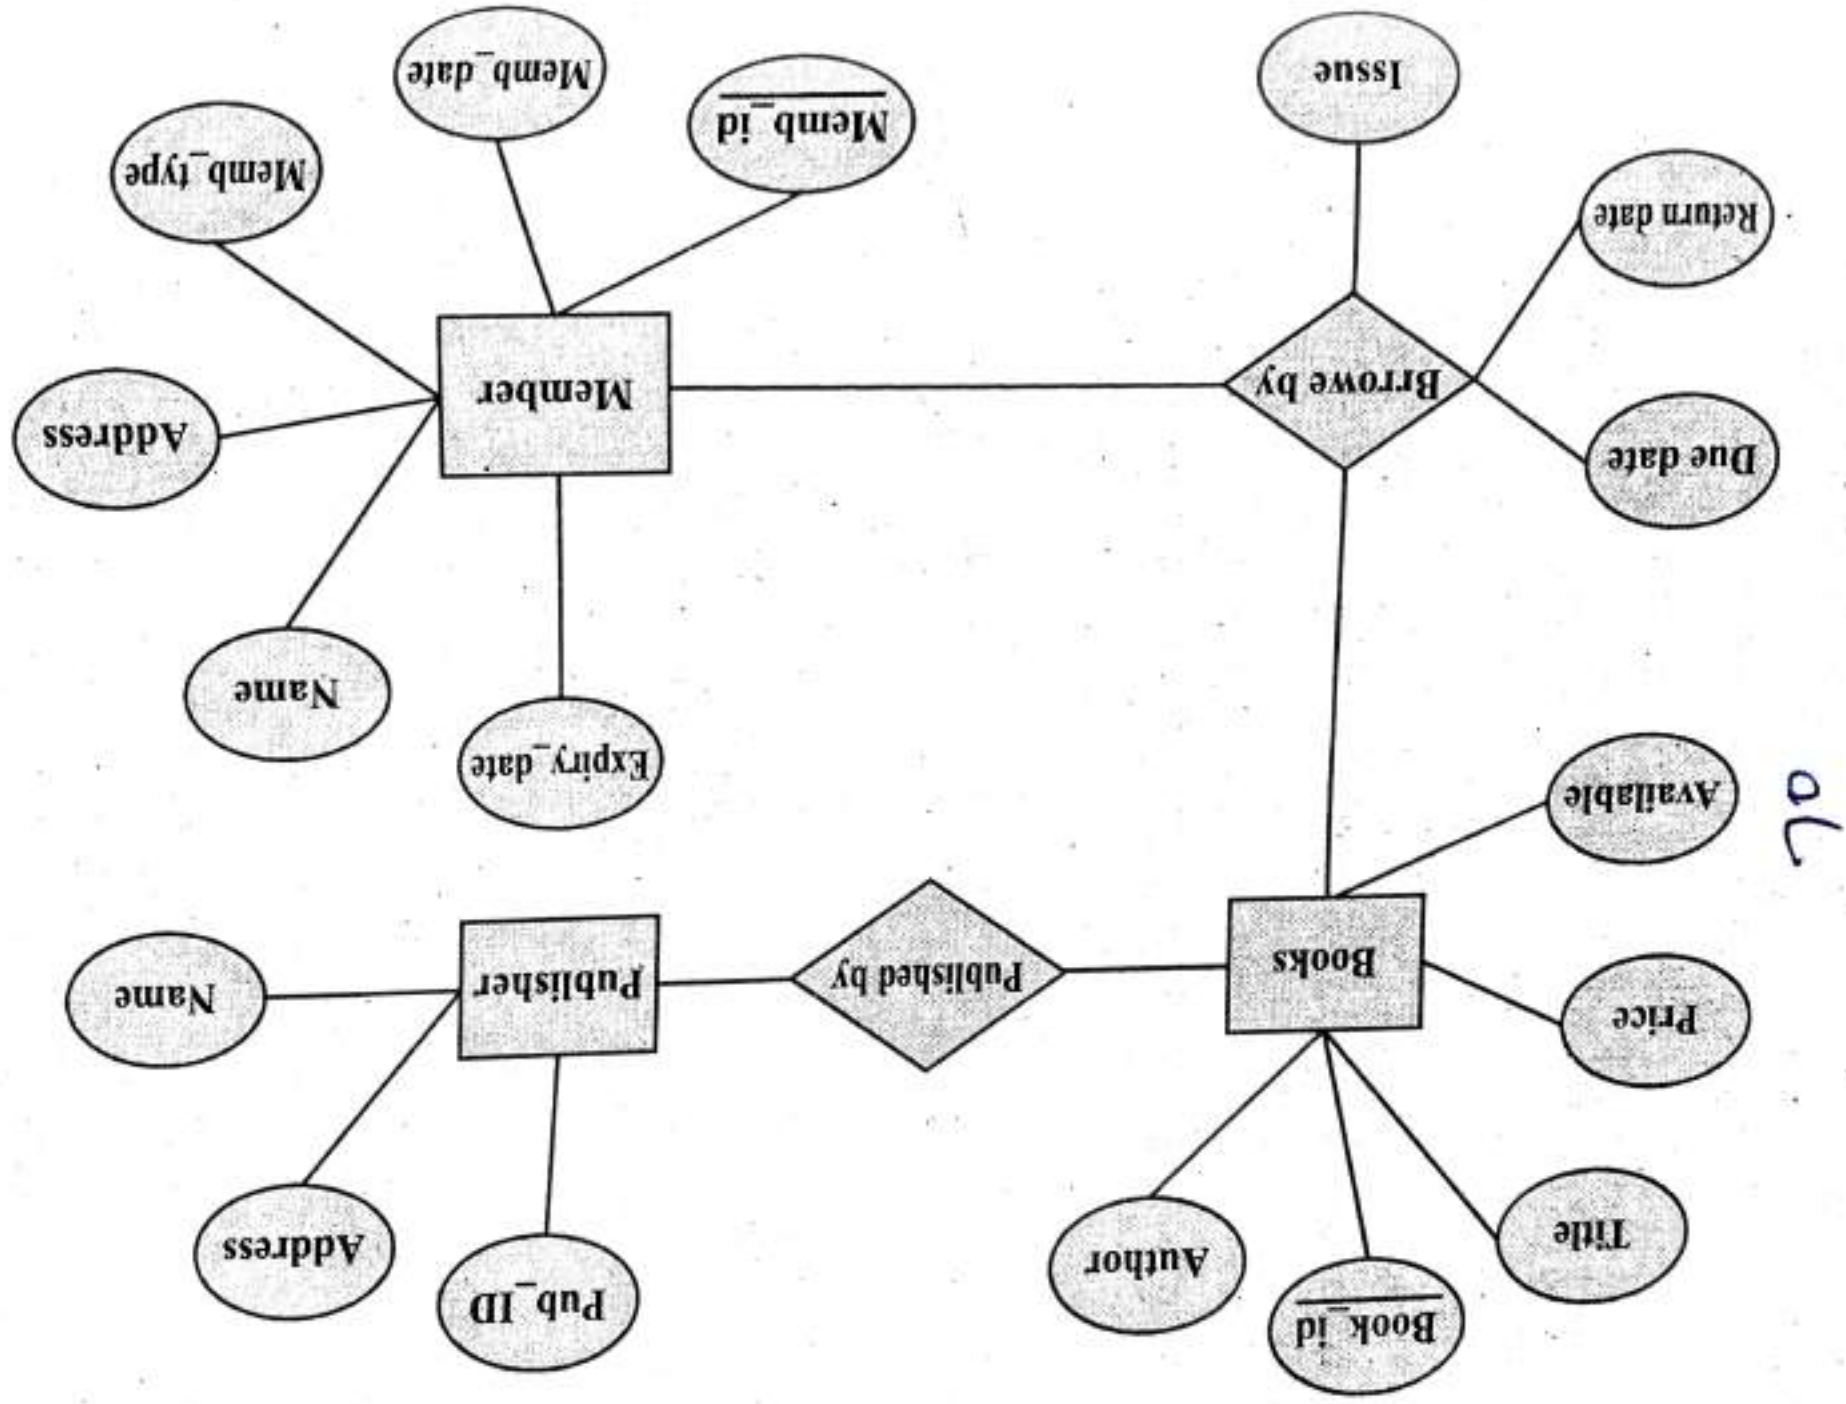 Book_id
Pub_ID
Title
Author
Address
Price
Books
Published by
Publisher
Name
Available
Expiry_date
Name
Due date
Address
Brrowe by
Member
Return date
Memb_type
Issue
Memb_id
Memb_date